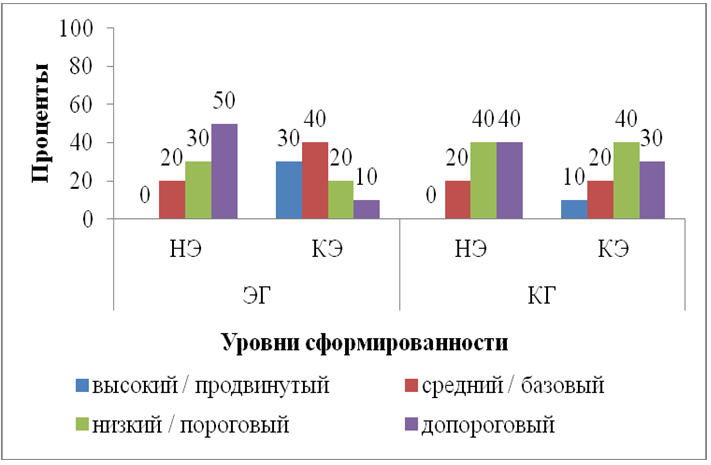 100
80
60
40
20
0
Проценты
0 20 30 50
30 40 20 10
0 20 40 40
10 20 40 30
НЭ КЭ НЭ КЭ
ЭГ КГ
Уровни сформированности
высокий / продвинутый средний / базовый
низкий / пороговый допороговый